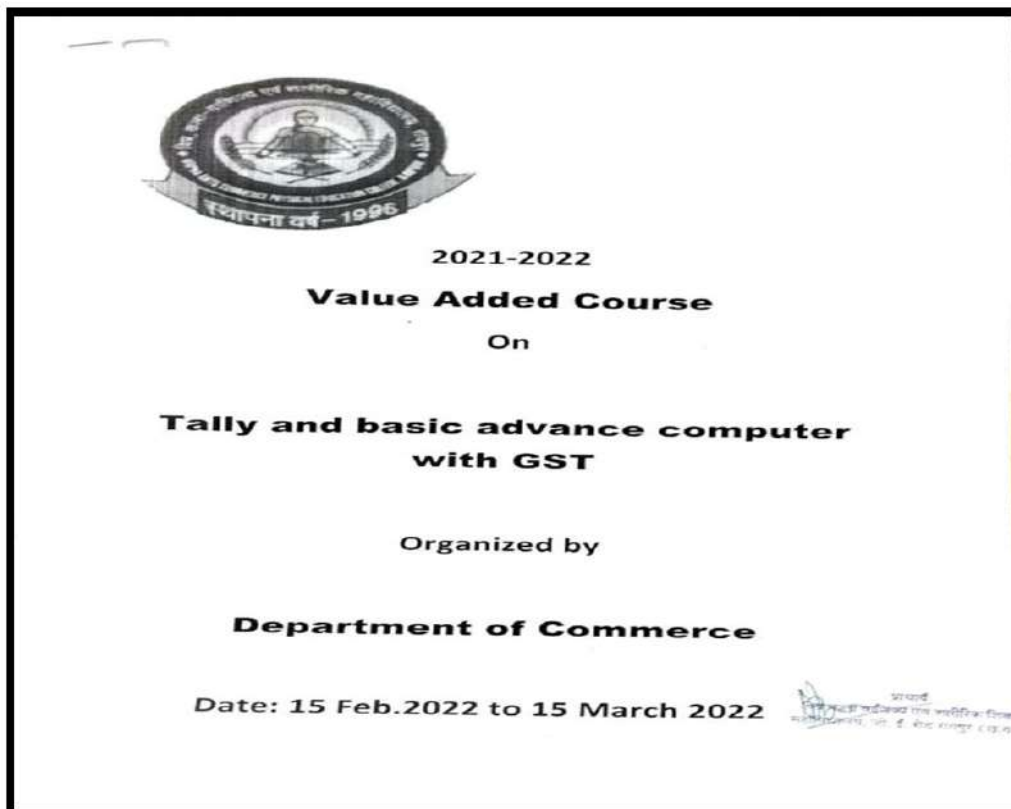 स्थापना वर्ष - 1996
2021-2022
Value Added Course
On
Tally and basic advance computer
with GST
Organized by
Department of Commerce
Date: 15 Feb.2022 to 15 March 2022
प्राचार्य